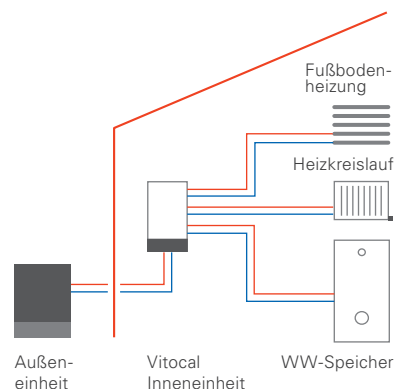 Fußboden-
heizung
Heizkreislauf
Außen-
einheit
Vitocal
Inneneinheit
WW-Speicher